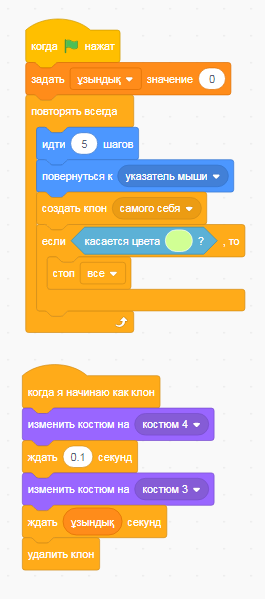 когда нажат
задать ұзындық значение 0
повторять всегда
идти 5 шагов
повернуться к указатель мыши
создать клон самого себя
если касается цвета ? , то
стоп все
когда я начинаю как клон
изменить костюм на костюм 4
ждать 0.1 секунд
изменить костюм на костюм 3
ждать ұзындық секунд
удалить клон